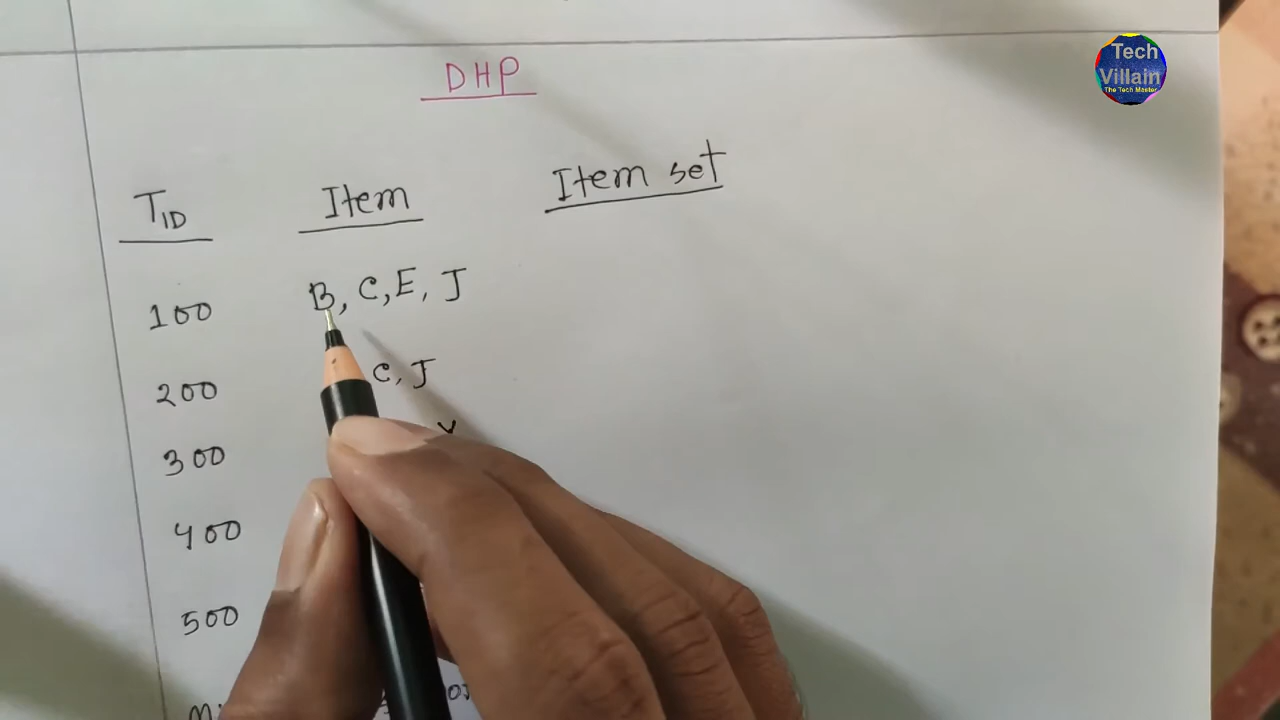 DHP
Tech
Villain
The Tech Master
TID Item Item set
100 B, C, E, J
200 C, J
300 Y
400
500